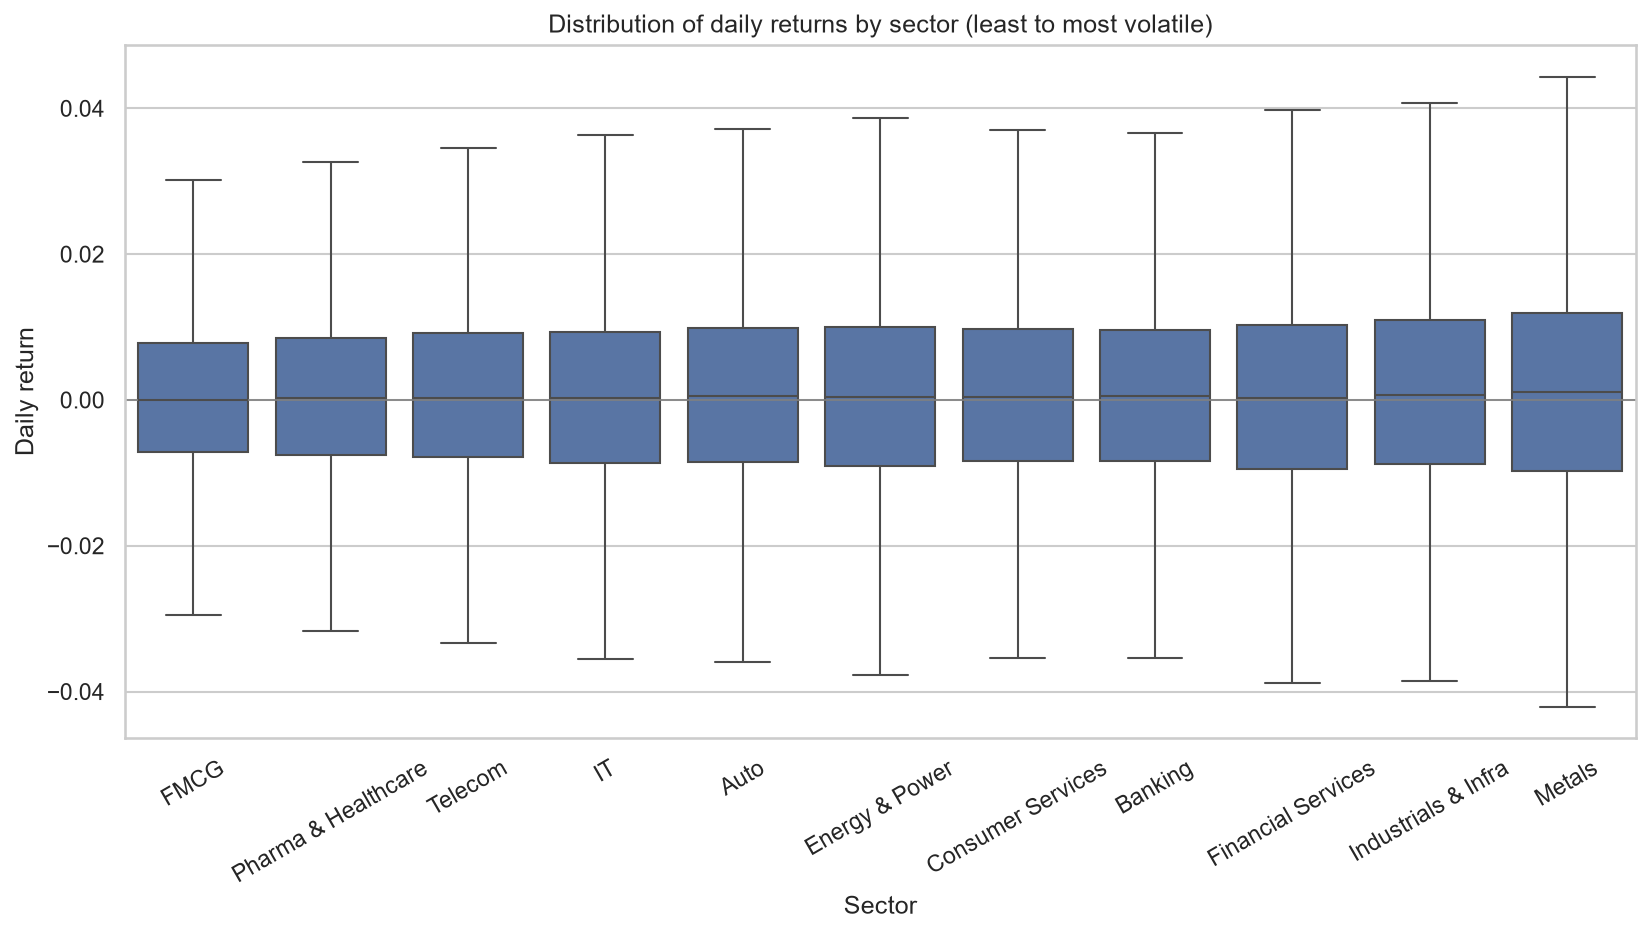 Distribution of daily returns by sector (least to most volatile)
0.04
0.02
0.00
−0.02
−0.04
Daily return
FMCG
Pharma & Healthcare
Telecom
IT
Auto
Energy & Power
Consumer Services
Banking
Financial Services
Industrials & Infra
Metals
Sector